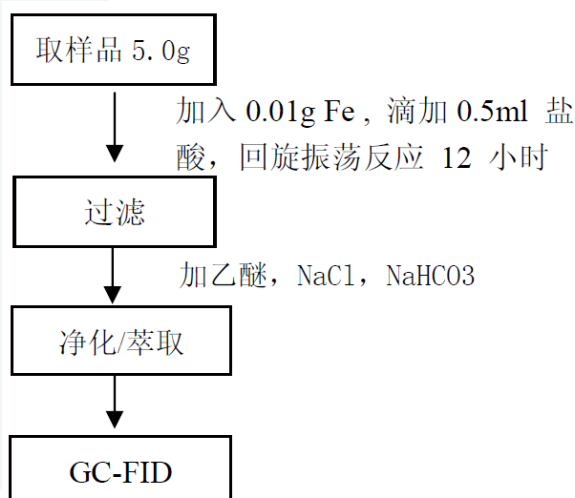 取样品 5.0g
加入 0.01g Fe , 滴加 0.5ml 盐
酸，回旋振荡反应 12 小时
过滤
加乙醚，NaCl，NaHCO3
净化/萃取
GC-FID